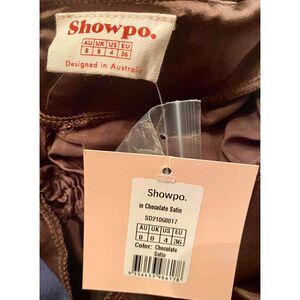 Showpo.
AU UK US EU
8 8 4 36
Designed in Australia
Showpo.
in Chocolate Satin
SD21060017
AU UK US EU
8 8 4 36
Color: Chocolate
Satin